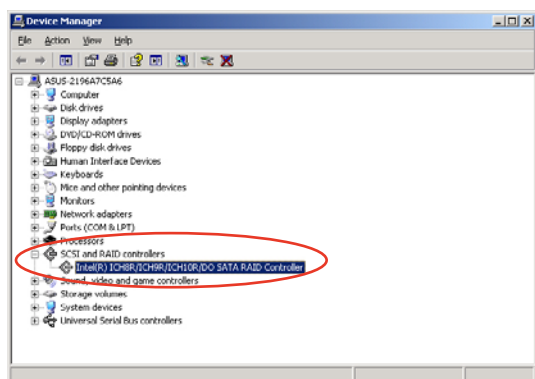 Device Manager
File Action View Help
ASUS-2196A7C5A6
Computer
Disk drives
Display adapters
DVD/CD-ROM drives
Floppy disk drives
Human Interface Devices
Keyboards
Mice and other pointing devices
Monitors
Network adapters
Ports (COM & LPT)
Processors
SCSI and RAID controllers
Intel(R) ICH8R/ICH9R/ICH10R/DO SATA RAID Controller
Sound, video and game controllers
Storage volumes
System devices
Universal Serial Bus controllers